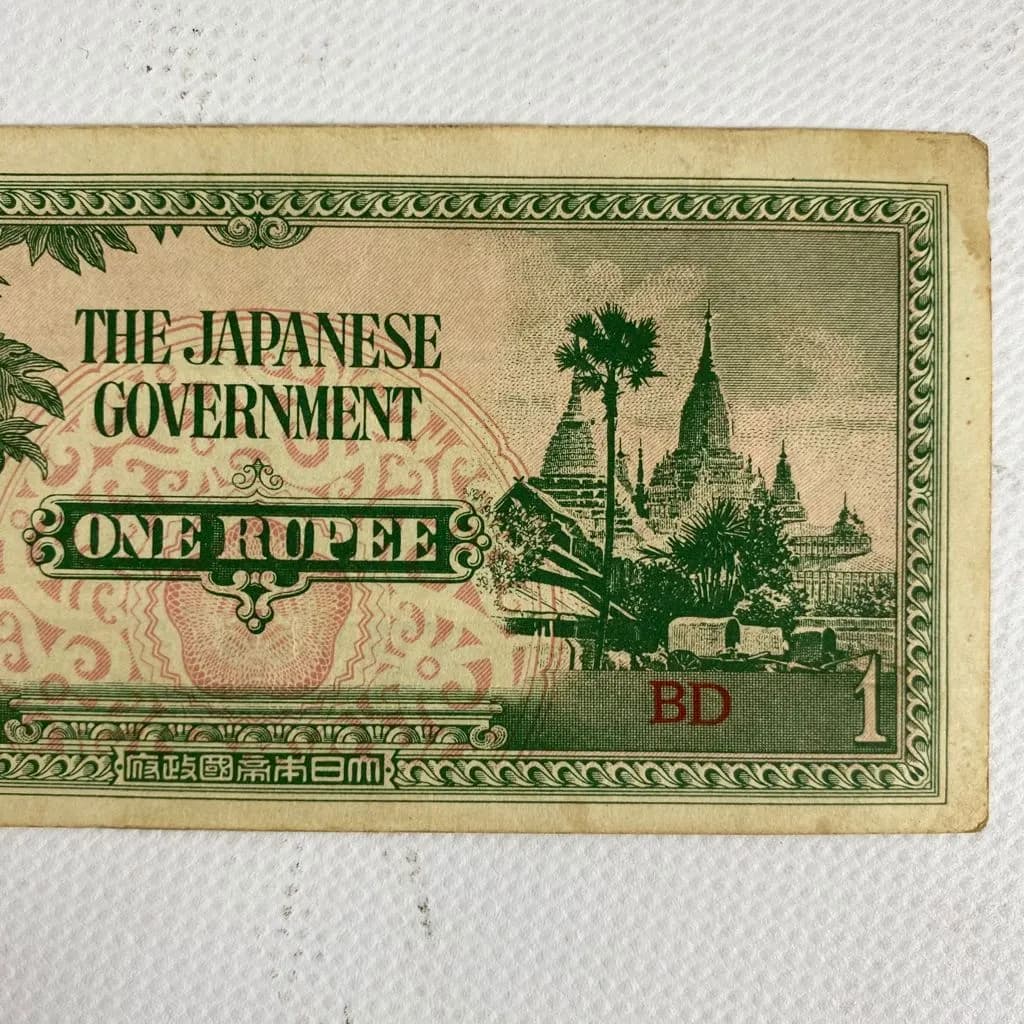 THE JAPANESE
GOVERNMENT
ONE RUPEE
BD
1
府政國帝本日大